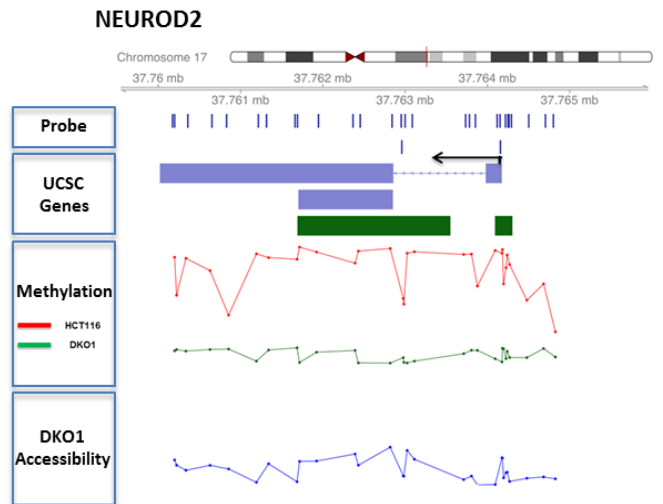 NEUROD2
Chromosome 17
37.76 mb
37.762 mb
37.764 mb
37.761 mb
37.763 mb
37.765 mb
Probe
UCSC
Genes
Methylation
HCT116
DKO1
DKO1
Accessibility